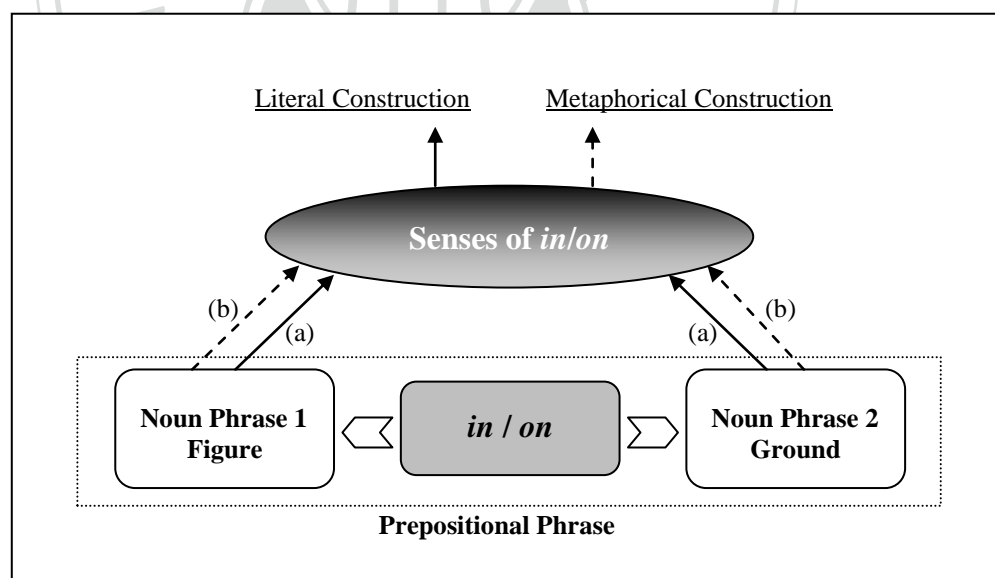 Literal Construction Metaphorical Construction
Senses of in/on
(b) (a) (a) (b)
Noun Phrase 1
Figure
in / on
Noun Phrase 2
Ground
Prepositional Phrase